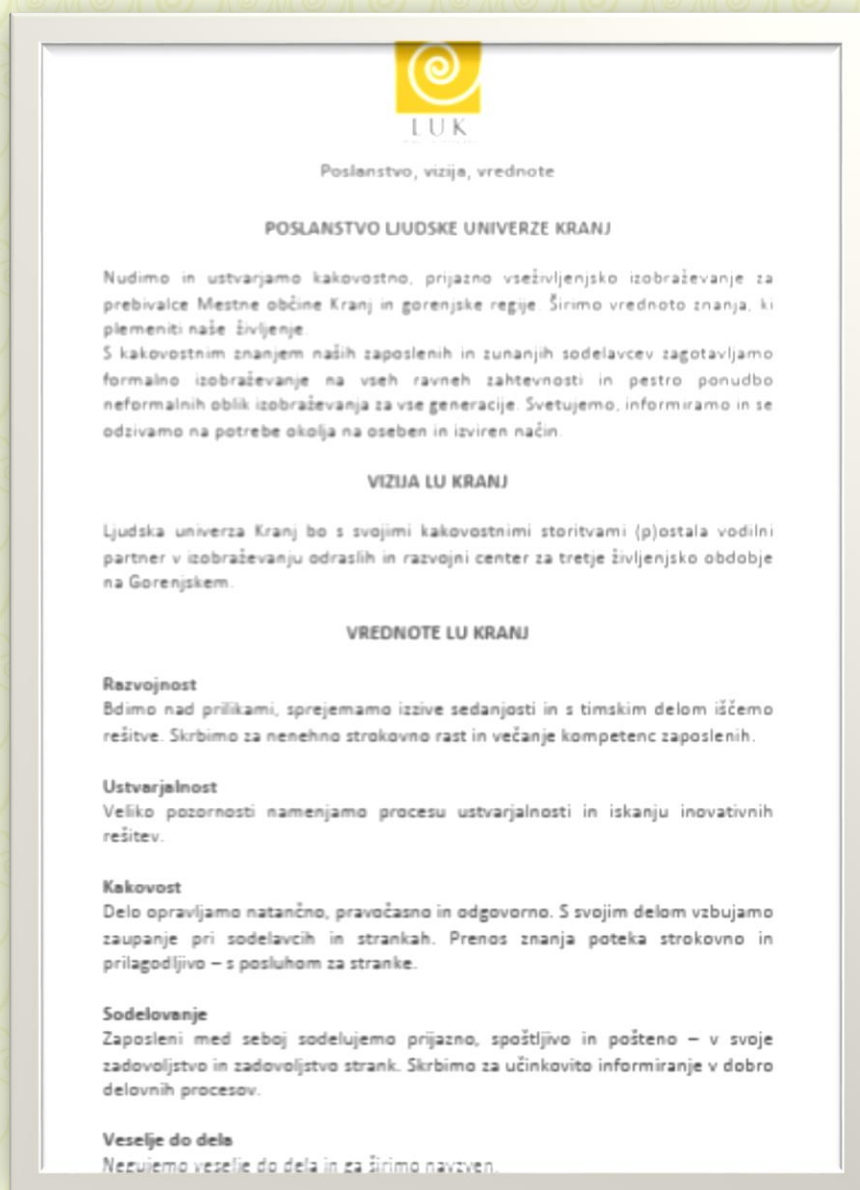 LUK
Poslanstvo, vizija, vrednote
POSLANSTVO LJUDSKE UNIVERZE KRANJ
Nudimo in ustvarjamo kakovostno, prijazno vseživljenjsko izobraževanje za
prebivalce Mestne občine Kranj in gorenjske regije. Širimo vrednoto znanja, ki
plemeniti naše življenje.
S kakovostnim znanjem naših zaposlenih in zunanjih sodelavcev zagotavljamo
formalno izobraževanje na vseh ravneh zahtevnosti in pestro ponudbo
neformalnih oblik izobraževanja za vse generacije. Svetujemo, informiramo in se
odzivamo na potrebe okolja na oseben in izviren način.
VIZIJA LU KRANJ
Ljudska univerza Kranj bo s svojimi kakovostnimi storitvami (p)ostala vodilni
partner v izobraževanju odraslih in razvojni center za tretje življenjsko obdobje
na Gorenjskem.
VREDNOTE LU KRANJ
Razvojnost
Bdimo nad prilikami, sprejemamo izzive sedanjosti in s timskim delom iščemo
rešitve. Skrbimo za nenehno strokovno rast in večanje kompetenc zaposlenih.
Ustvarjalnost
Veliko pozornosti namenjamo procesu ustvarjalnosti in iskanju inovativnih
rešitev.
Kakovost
Delo opravljamo natančno, pravočasno in odgovorno. S svojim delom vzbujamo
zaupanje pri sodelavcih in strankah. Prenos znanja poteka strokovno in
prilagodljivo – s posluhom za stranke.
Sodelovanje
Zaposleni med seboj sodelujemo prijazno, spoštljivo in pošteno – v svoje
zadovoljstvo in zadovoljstvo strank. Skrbimo za učinkovito informiranje v dobro
delovnih procesov.
Veselje do dela
Negujemo veselje do dela in ga širimo navzven.